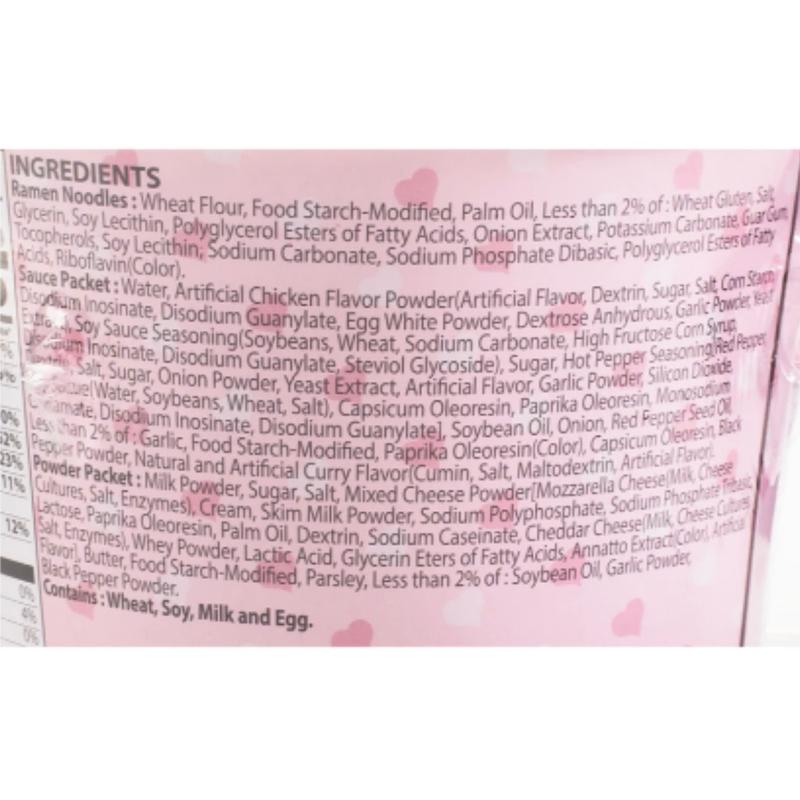 INGREDIENTS
Ramen Noodles : Wheat Flour, Food Starch-Modified, Palm Oil, Less than 2% of : Wheat Gluten, Salt,
Glycerin, Soy Lecithin, Polyglycerol Esters of Fatty Acids, Onion Extract, Potassium Carbonate, Guar Gum,
Tocopherols, Soy Lecithin, Sodium Carbonate, Sodium Phosphate Dibasic, Polyglycerol Esters of Fatty
Acids, Riboflavin(Color).
Sauce Packet : Water, Artificial Chicken Flavor Powder(Artificial Flavor, Dextrin, Sugar, Salt, Corn Starch,
Disodium Inosinate, Disodium Guanylate, Egg White Powder, Dextrose Anhydrous, Garlic Powder, Yeast
Soy Sauce Seasoning(Soybeans, Wheat, Sodium Carbonate, High Fructose Corn Syrup,
Disodium Inosinate, Disodium Guanylate, Steviol Glycoside), Sugar, Hot Pepper Seasoning[Red Pepper,
Dextrin, Salt, Sugar, Onion Powder, Yeast Extract, Artificial Flavor, Garlic Powder, Silicon Dioxide,
(Water, Soybeans, Wheat, Salt), Capsicum Oleoresin, Paprika Oleoresin, Monosodium
Disodium Inosinate, Disodium Guanylate], Soybean Oil, Onion, Red Pepper Seed Oil,
Less than 2% of : Garlic, Food Starch-Modified, Paprika Oleoresin(Color), Capsicum Oleoresin, Black
Pepper Powder, Natural and Artificial Curry Flavor(Cumin, Salt, Maltodextrin, Artificial Flavor).
Powder Packet : Milk Powder, Sugar, Salt, Mixed Cheese Powder[Mozzarella Cheese(Milk, Cheese
Cultures, Salt, Enzymes), Cream, Skim Milk Powder, Sodium Polyphosphate, Sodium Phosphate Tribasic,
Lactose, Paprika Oleoresin, Palm Oil, Dextrin, Sodium Caseinate, Cheddar Cheese(Milk, Cheese Cultures,
Salt, Enzymes), Whey Powder, Lactic Acid, Glycerin Eters of Fatty Acids, Annatto Extract(Color), Artificial
Flavor], Butter, Food Starch-Modified, Parsley, Less than 2% of : Soybean Oil, Garlic Powder,
Black Pepper Powder.
Contains : Wheat, Soy, Milk and Egg.
0%
23%
11%
12%
0%
4%
0%